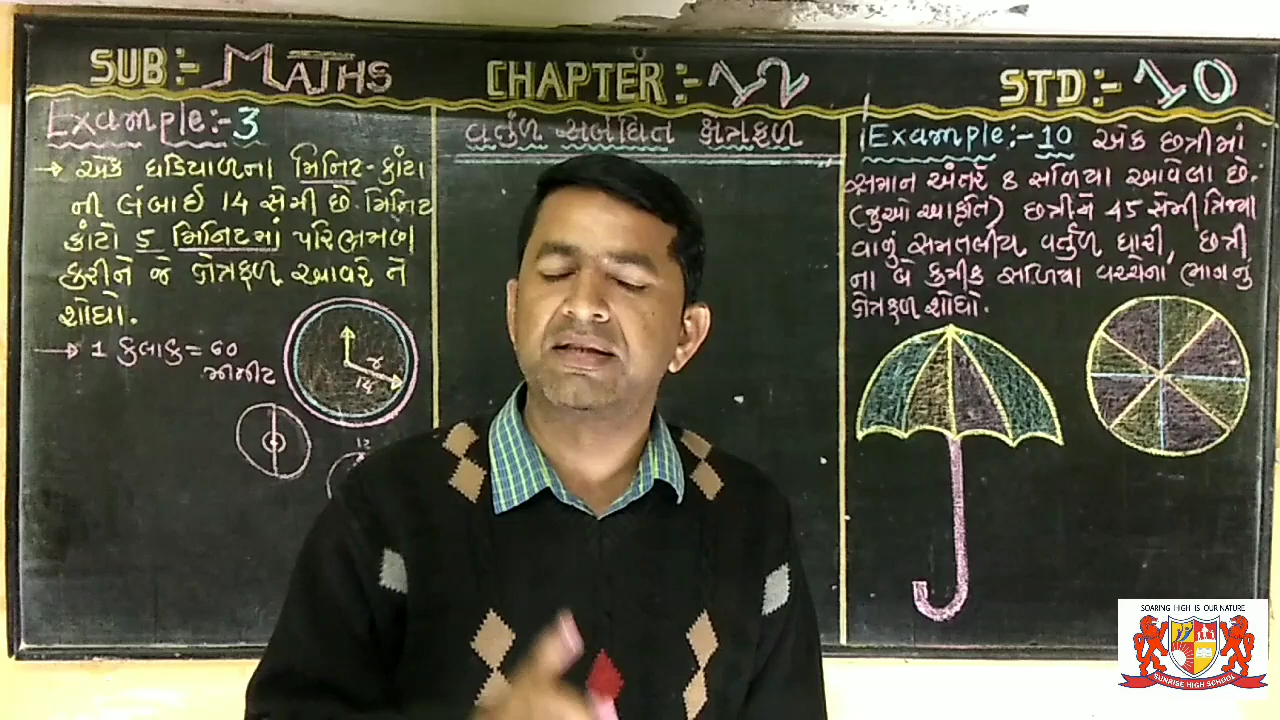 SUB:- MATHS
CHAPTER:- 12
STD:- 10
Example:-3
→ એક ઘડિયાળના મિનિટ-કાંટા
ની લંબાઈ 14 સેમી છે. મિનિટ
કાંટો 5 મિનિટમાં પરિભ્રમણ
કરીને જે ક્ષેત્રફળ આવરે તે
શોધો.
→ 1 કલાક = 60
મીનીટ
r
14
12
વર્તુળ સંબંધિત ક્ષેત્રફળ
Example:-10 એક છત્રીમાં
સમાન અંતરે 8 સળિયા આવેલા છે.
(જુઓ આકૃતિ) છત્રીને 45 સેમી ત્રિજ્યા
વાળું સમતલીય વર્તુળ ધારી, છત્રી
ના બે ક્રમીક સળિયા વચ્ચેના ભાગનું
ક્ષેત્રફળ શોધો.
SOARING HIGH IS OUR NATURE
SUNRISE HIGH SCHOOL